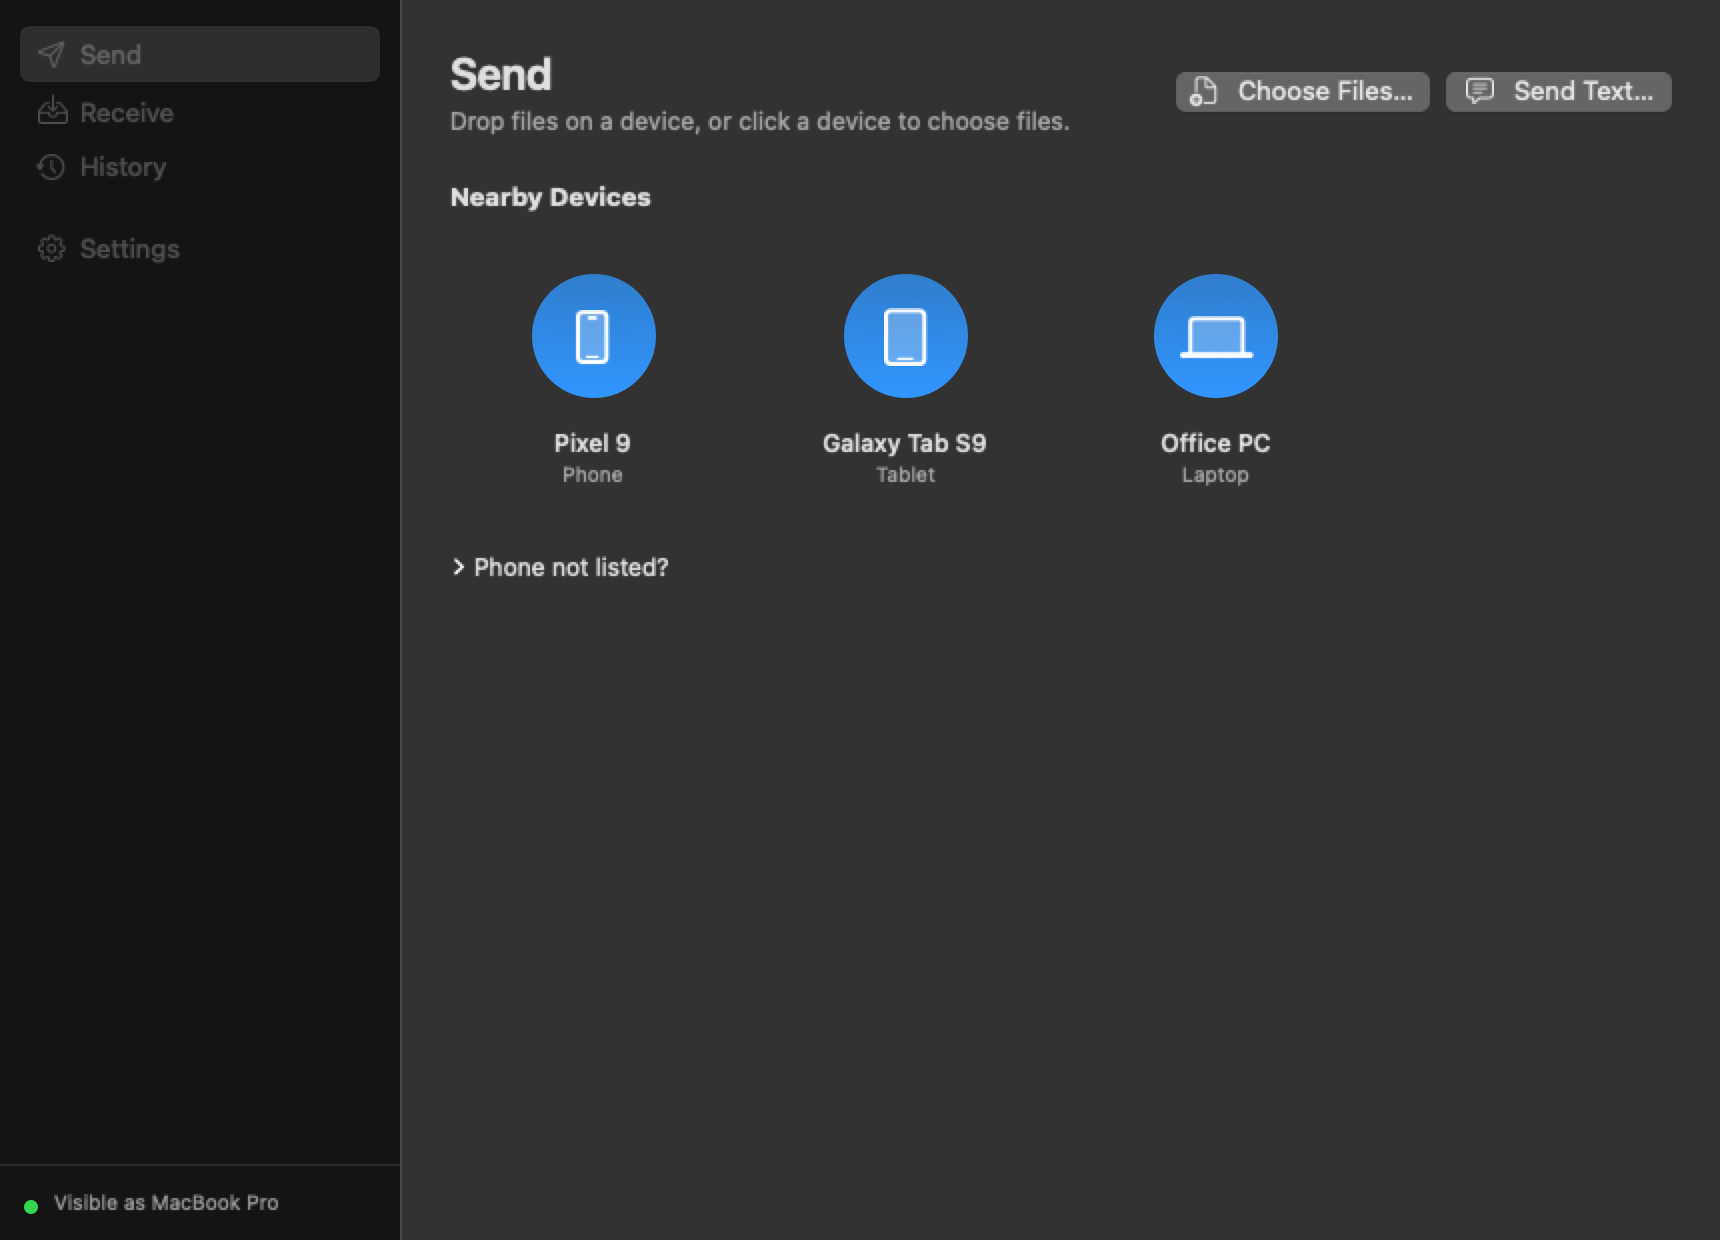 Send
Receive
History
Settings
Visible as MacBook Pro
Send
Drop files on a device, or click a device to choose files.
Choose Files...
Send Text...
Nearby Devices
Pixel 9
Phone
Galaxy Tab S9
Tablet
Office PC
Laptop
Phone not listed?